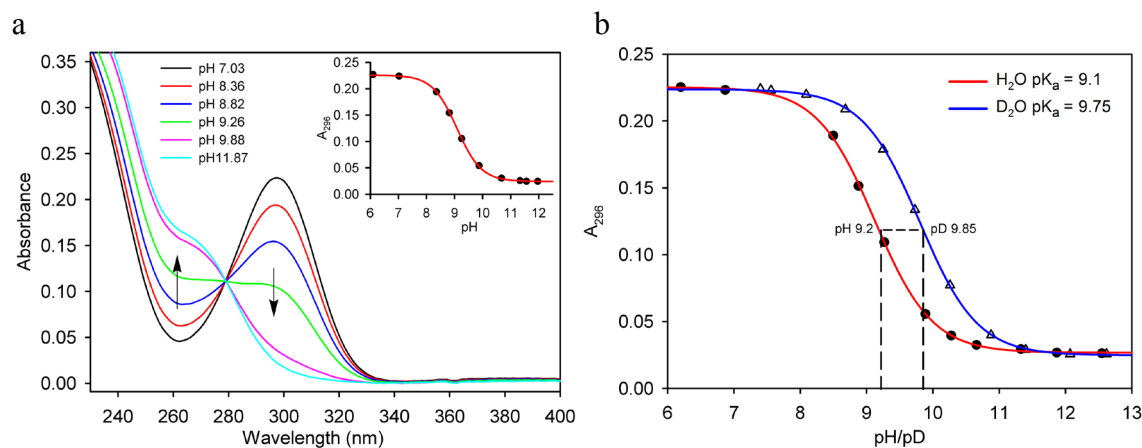 a
0.35
0.30
0.25
0.20
0.15
0.10
0.05
0.00
Absorbance
240 260 280 300 320 340 360 380 400
Wavelength (nm)
pH 7.03
pH 8.36
pH 8.82
pH 9.26
pH 9.88
pH11.87
0.25
0.20
0.15
0.10
0.05
0.00
A296
6 7 8 9 10 11 12
pH
b
0.25
0.20
0.15
0.10
0.05
0.00
A296
H2O pKa = 9.1
D2O pKa = 9.75
pH 9.2
pD 9.85
6 7 8 9 10 11 12 13
pH/pD